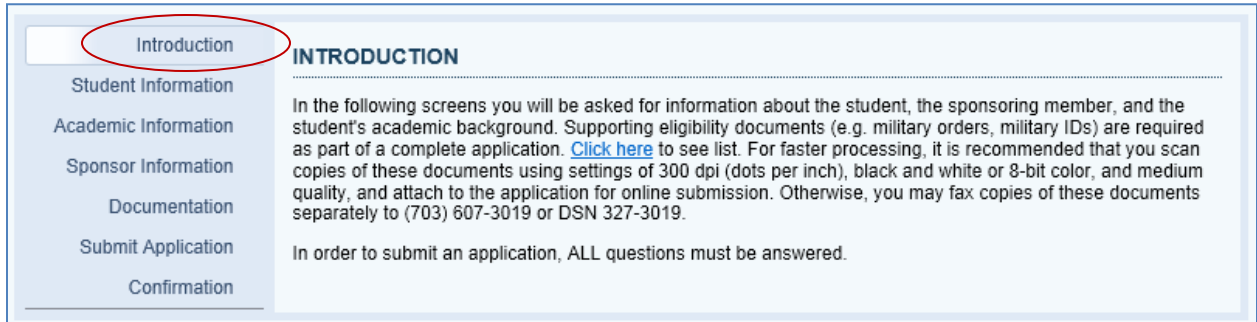 Introduction
Student Information
Academic Information
Sponsor Information
Documentation
Submit Application
Confirmation
INTRODUCTION
In the following screens you will be asked for information about the student, the sponsoring member, and the
student's academic background. Supporting eligibility documents (e.g. military orders, military IDs) are required
as part of a complete application. Click here to see list. For faster processing, it is recommended that you scan
copies of these documents using settings of 300 dpi (dots per inch), black and white or 8-bit color, and medium
quality, and attach to the application for online submission. Otherwise, you may fax copies of these documents
separately to (703) 607-3019 or DSN 327-3019.
In order to submit an application, ALL questions must be answered.